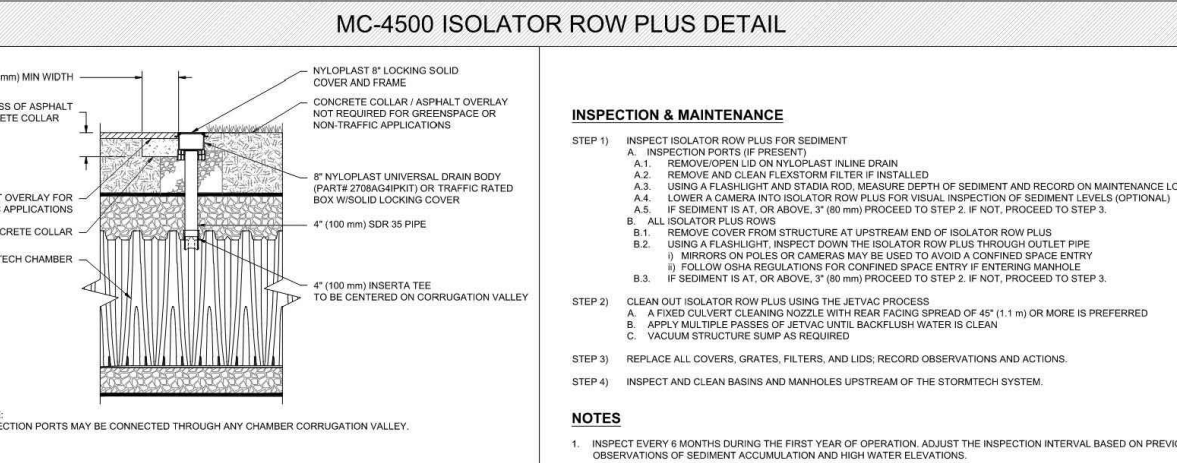 MC-4500 ISOLATOR ROW PLUS DETAIL
mm) MIN WIDTH
SS OF ASPHALT
ETE COLLAR
OVERLAY FOR
APPLICATIONS
CRETE COLLAR
TECH CHAMBER
NYLOPLAST 8" LOCKING SOLID
COVER AND FRAME
CONCRETE COLLAR / ASPHALT OVERLAY
NOT REQUIRED FOR GREENSPACE OR
NON-TRAFFIC APPLICATIONS
8" NYLOPLAST UNIVERSAL DRAIN BODY
(PART# 2708AG4IPKIT) OR TRAFFIC RATED
BOX W/SOLID LOCKING COVER
4" (100 mm) SDR 35 PIPE
4" (100 mm) INSERTA TEE
TO BE CENTERED ON CORRUGATION VALLEY
ECTION PORTS MAY BE CONNECTED THROUGH ANY CHAMBER CORRUGATION VALLEY.
INSPECTION & MAINTENANCE
STEP 1) INSPECT ISOLATOR ROW PLUS FOR SEDIMENT
A. INSPECTION PORTS (IF PRESENT)
A.1. REMOVE/OPEN LID ON NYLOPLAST INLINE DRAIN
A.2. REMOVE AND CLEAN FLEXSTORM FILTER IF INSTALLED
A.3. USING A FLASHLIGHT AND STADIA ROD, MEASURE DEPTH OF SEDIMENT AND RECORD ON MAINTENANCE LO
A.4. LOWER A CAMERA INTO ISOLATOR ROW PLUS FOR VISUAL INSPECTION OF SEDIMENT LEVELS (OPTIONAL)
A.5. IF SEDIMENT IS AT, OR ABOVE, 3" (80 mm) PROCEED TO STEP 2. IF NOT, PROCEED TO STEP 3.
B. ALL ISOLATOR PLUS ROWS
B.1. REMOVE COVER FROM STRUCTURE AT UPSTREAM END OF ISOLATOR ROW PLUS
B.2. USING A FLASHLIGHT, INSPECT DOWN THE ISOLATOR ROW PLUS THROUGH OUTLET PIPE
i) MIRRORS ON POLES OR CAMERAS MAY BE USED TO AVOID A CONFINED SPACE ENTRY
ii) FOLLOW OSHA REGULATIONS FOR CONFINED SPACE ENTRY IF ENTERING MANHOLE
B.3. IF SEDIMENT IS AT, OR ABOVE, 3" (80 mm) PROCEED TO STEP 2. IF NOT, PROCEED TO STEP 3.
STEP 2) CLEAN OUT ISOLATOR ROW PLUS USING THE JETVAC PROCESS
A. A FIXED CULVERT CLEANING NOZZLE WITH REAR FACING SPREAD OF 45" (1.1 m) OR MORE IS PREFERRED
B. APPLY MULTIPLE PASSES OF JETVAC UNTIL BACKFLUSH WATER IS CLEAN
C. VACUUM STRUCTURE SUMP AS REQUIRED
STEP 3) REPLACE ALL COVERS, GRATES, FILTERS, AND LIDS; RECORD OBSERVATIONS AND ACTIONS.
STEP 4) INSPECT AND CLEAN BASINS AND MANHOLES UPSTREAM OF THE STORMTECH SYSTEM.
NOTES
1. INSPECT EVERY 6 MONTHS DURING THE FIRST YEAR OF OPERATION. ADJUST THE INSPECTION INTERVAL BASED ON PREVIO
OBSERVATIONS OF SEDIMENT ACCUMULATION AND HIGH WATER ELEVATIONS.